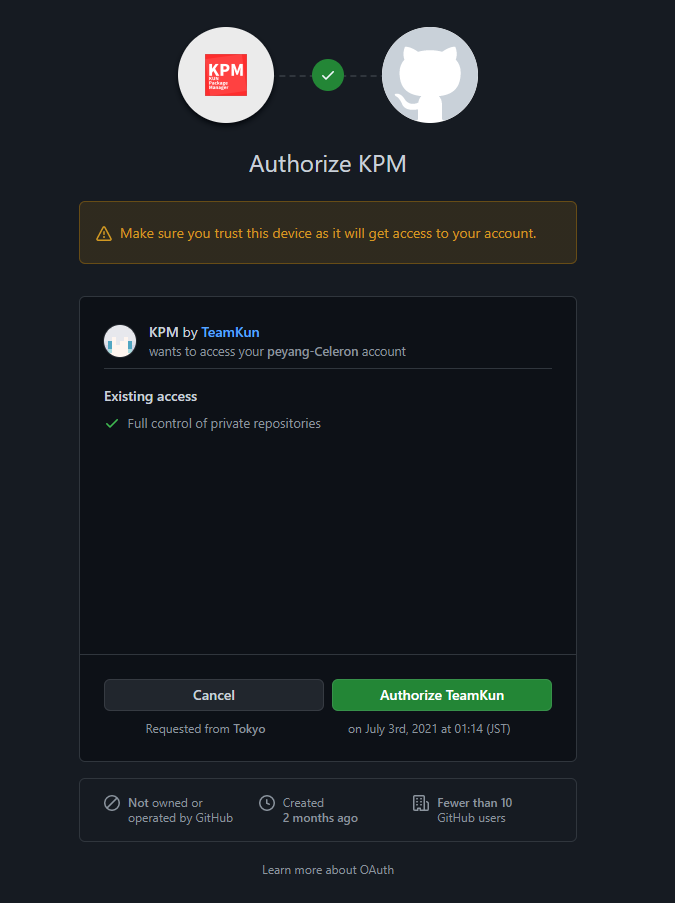 KPM
KUN
Package
Manager
Authorize KPM
Make sure you trust this device as it will get access to your account.
KPM by TeamKun
wants to access your peyang-Celeron account
Existing access
Full control of private repositories
Cancel
Authorize TeamKun
Requested from Tokyo
on July 3rd, 2021 at 01:14 (JST)
Not owned or
operated by GitHub
Created
2 months ago
Fewer than 10
GitHub users
Learn more about OAuth